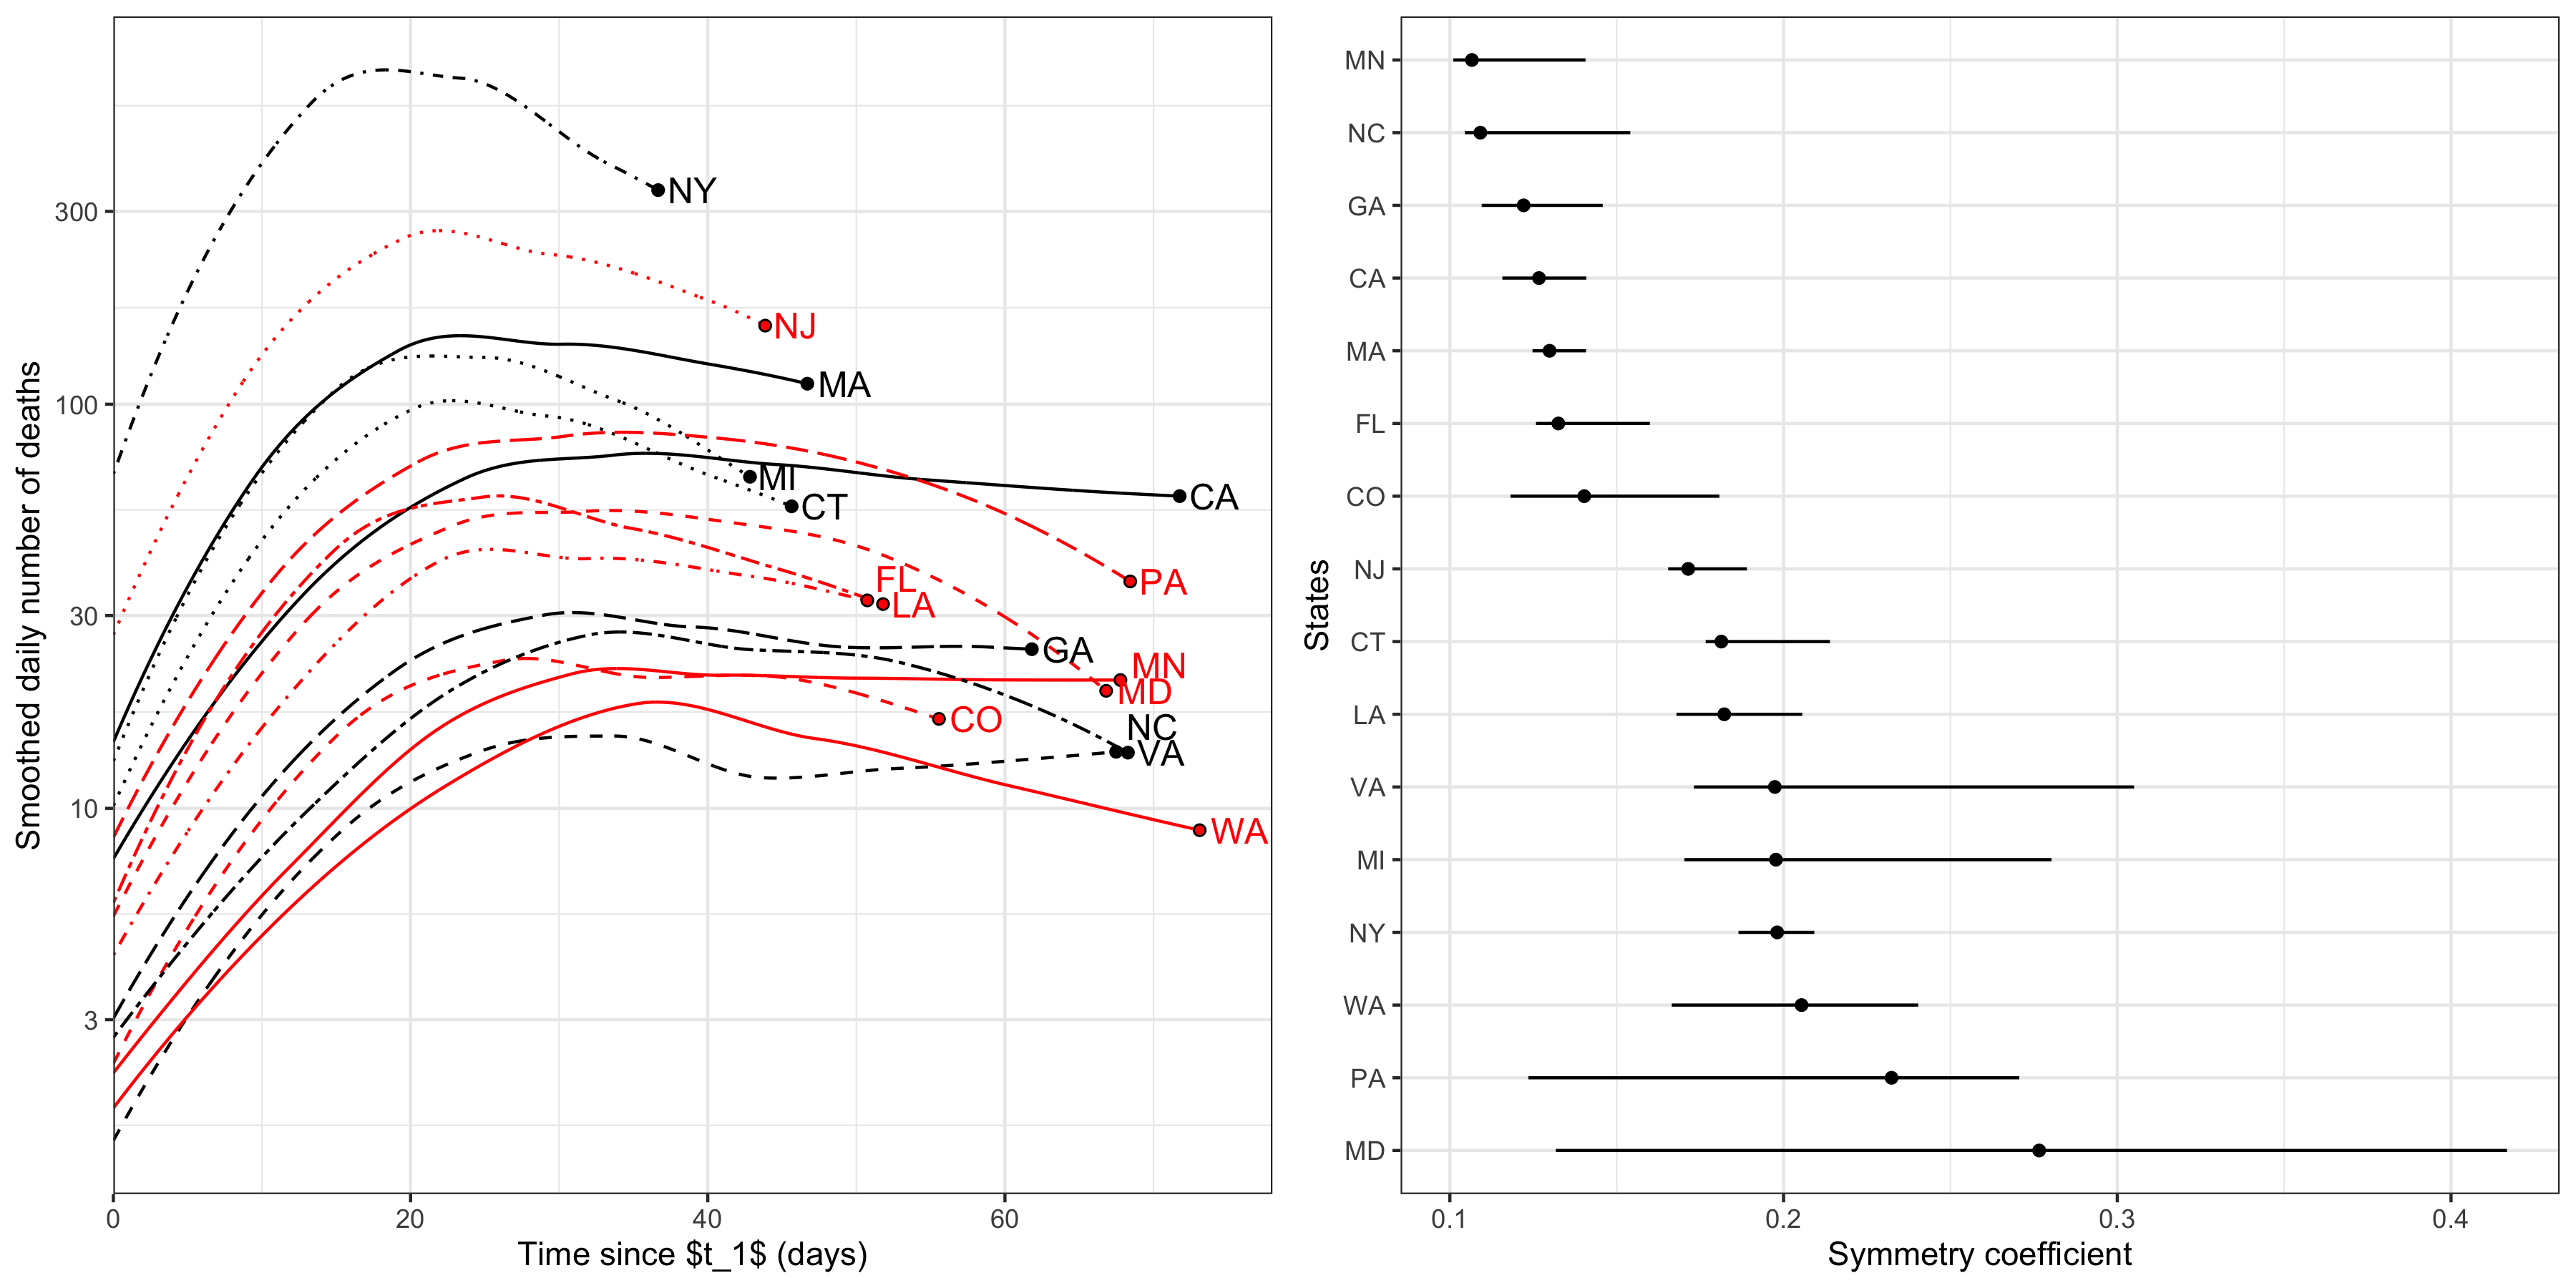 Smoothed daily number of deaths
300
100
30
10
3
NY
NJ
MA
MI
CT
CA
FL
LA
PA
GA
MN
MD
CO
NC
VA
WA
0 20 40 60
Time since $t_1$ (days)
States
MN
NC
GA
CA
MA
FL
CO
NJ
CT
LA
VA
MI
NY
WA
PA
MD
0.1 0.2 0.3 0.4
Symmetry coefficient